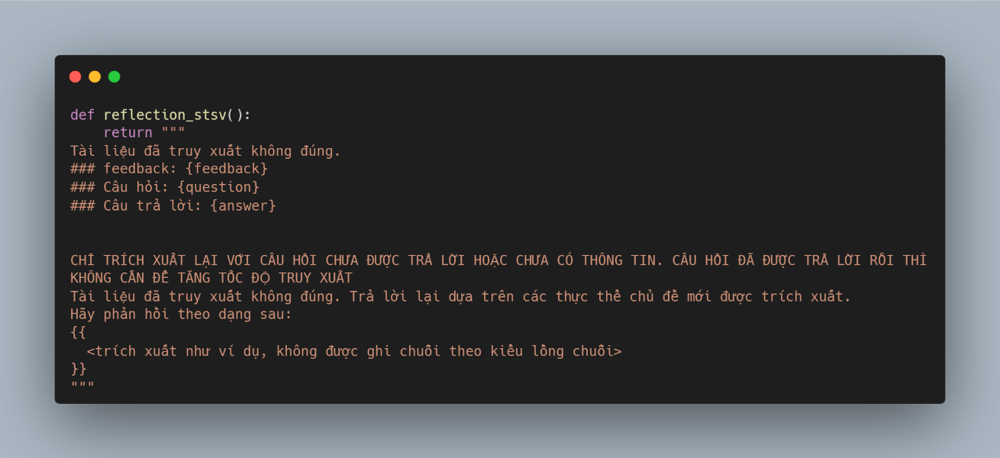 def reflection_stsv():
    return """
Tài liệu đã truy xuất không đúng.
### feedback: {feedback}
### Câu hỏi: {question}
### Câu trả lời: {answer}
CHỈ TRÍCH XUẤT LẠI VỚI CÂU HỎI CHƯA ĐƯỢC TRẢ LỜI HOẶC CHƯA CÓ THÔNG TIN. CÂU HỎI ĐÃ ĐƯỢC TRẢ LỜI RỒI THÌ
KHÔNG CẦN ĐỂ TĂNG TỐC ĐỘ TRUY XUẤT
Tài liệu đã truy xuất không đúng. Trả lời lại dựa trên các thực thể chủ đề mới được trích xuất.
Hãy phản hồi theo dạng sau:
{{
  <trích xuất như ví dụ, không được ghi chuỗi theo kiểu lồng chuỗi>
}}
"""